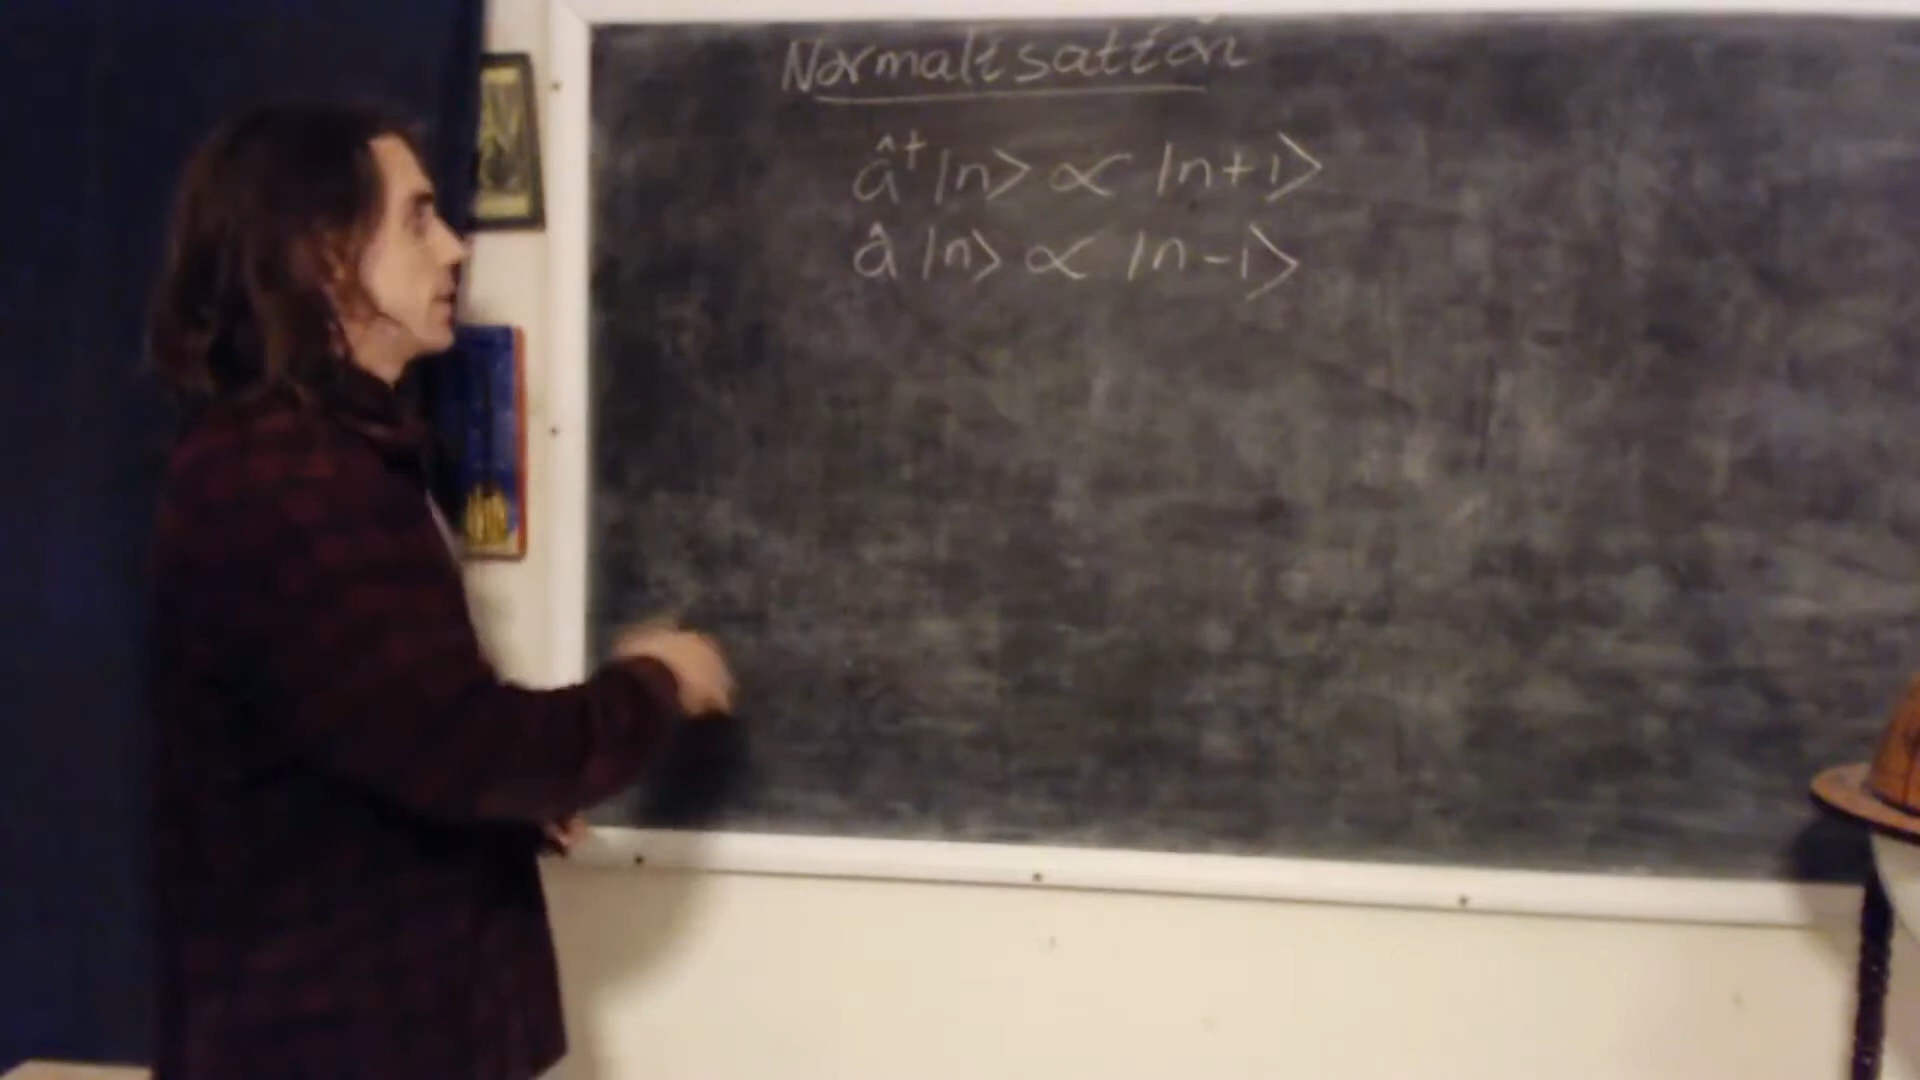 Normalisation
â†|n> ∝ |n+1>
â |n> ∝ |n-1>